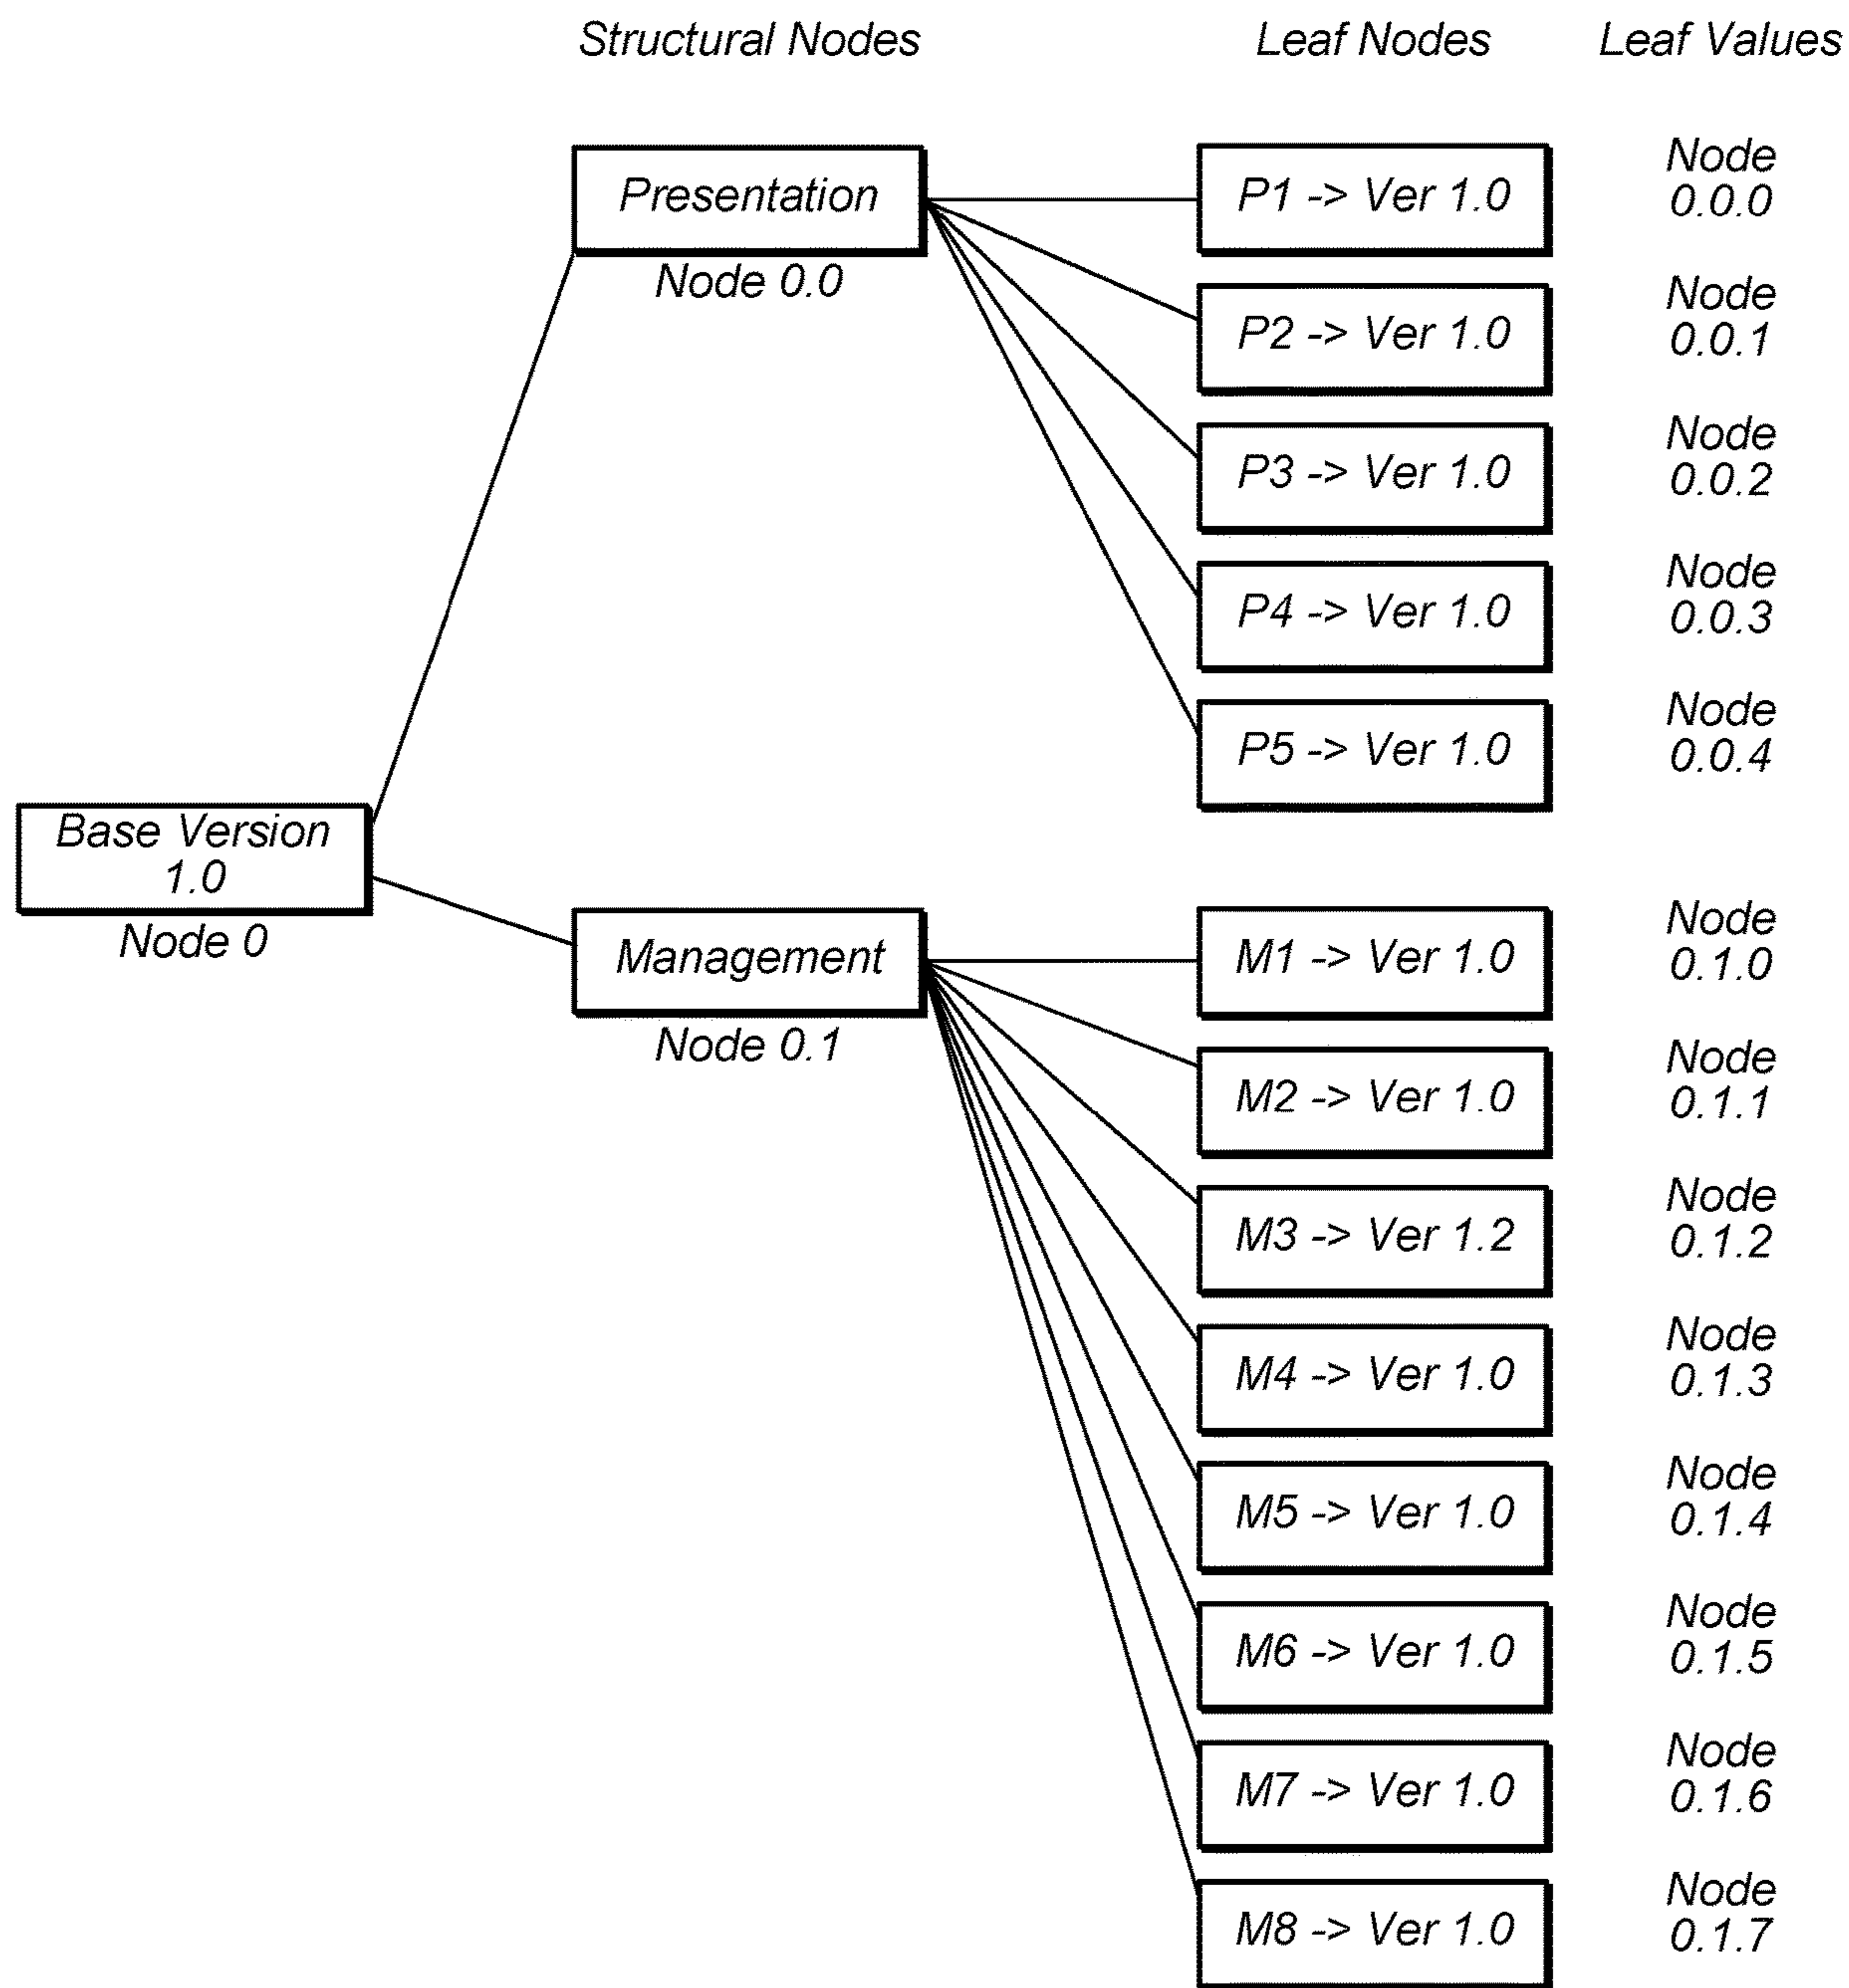 Structural Nodes
Leaf Nodes
Leaf Values
Presentation
Node 0.0
P1 -> Ver 1.0
Node
0.0.0
P2 -> Ver 1.0
Node
0.0.1
P3 -> Ver 1.0
Node
0.0.2
P4 -> Ver 1.0
Node
0.0.3
P5 -> Ver 1.0
Node
0.0.4
Base Version
1.0
Node 0
Management
Node 0.1
M1 -> Ver 1.0
Node
0.1.0
M2 -> Ver 1.0
Node
0.1.1
M3 -> Ver 1.2
Node
0.1.2
M4 -> Ver 1.0
Node
0.1.3
M5 -> Ver 1.0
Node
0.1.4
M6 -> Ver 1.0
Node
0.1.5
M7 -> Ver 1.0
Node
0.1.6
M8 -> Ver 1.0
Node
0.1.7